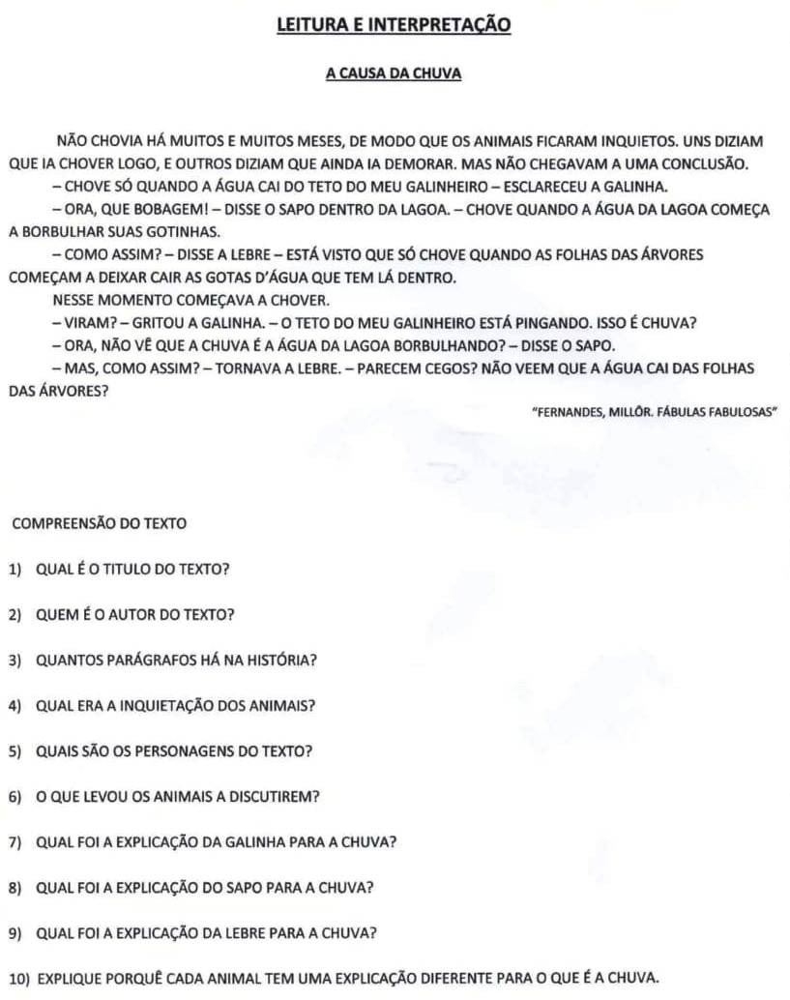 LEITURA E INTERPRETAÇÃO
A CAUSA DA CHUVA
NÃO CHOVIA HÁ MUITOS E MUITOS MESES, DE MODO QUE OS ANIMAIS FICARAM INQUIETOS. UNS DIZIAM
QUE IA CHOVER LOGO, E OUTROS DIZIAM QUE AINDA IA DEMORAR. MAS NÃO CHEGAVAM A UMA CONCLUSÃO.
– CHOVE SÓ QUANDO A ÁGUA CAI DO TETO DO MEU GALINHEIRO – ESCLARECEU A GALINHA.
– ORA, QUE BOBAGEM! – DISSE O SAPO DENTRO DA LAGOA. – CHOVE QUANDO A ÁGUA DA LAGOA COMEÇA
A BORBULHAR SUAS GOTINHAS.
– COMO ASSIM? – DISSE A LEBRE – ESTÁ VISTO QUE SÓ CHOVE QUANDO AS FOLHAS DAS ÁRVORES
COMEÇAM A DEIXAR CAIR AS GOTAS D'ÁGUA QUE TEM LÁ DENTRO.
NESSE MOMENTO COMEÇAVA A CHOVER.
– VIRAM? – GRITOU A GALINHA. – O TETO DO MEU GALINHEIRO ESTÁ PINGANDO. ISSO É CHUVA?
– ORA, NÃO VÊ QUE A CHUVA É A ÁGUA DA LAGOA BORBULHANDO? – DISSE O SAPO.
– MAS, COMO ASSIM? – TORNAVA A LEBRE. – PARECEM CEGOS? NÃO VEEM QUE A ÁGUA CAI DAS FOLHAS
DAS ÁRVORES?
"FERNANDES, MILLÔR. FÁBULAS FABULOSAS"
COMPREENSÃO DO TEXTO
1) QUAL É O TITULO DO TEXTO?
2) QUEM É O AUTOR DO TEXTO?
3) QUANTOS PARÁGRAFOS HÁ NA HISTÓRIA?
4) QUAL ERA A INQUIETAÇÃO DOS ANIMAIS?
5) QUAIS SÃO OS PERSONAGENS DO TEXTO?
6) O QUE LEVOU OS ANIMAIS A DISCUTIREM?
7) QUAL FOI A EXPLICAÇÃO DA GALINHA PARA A CHUVA?
8) QUAL FOI A EXPLICAÇÃO DO SAPO PARA A CHUVA?
9) QUAL FOI A EXPLICAÇÃO DA LEBRE PARA A CHUVA?
10) EXPLIQUE PORQUÊ CADA ANIMAL TEM UMA EXPLICAÇÃO DIFERENTE PARA O QUE É A CHUVA.